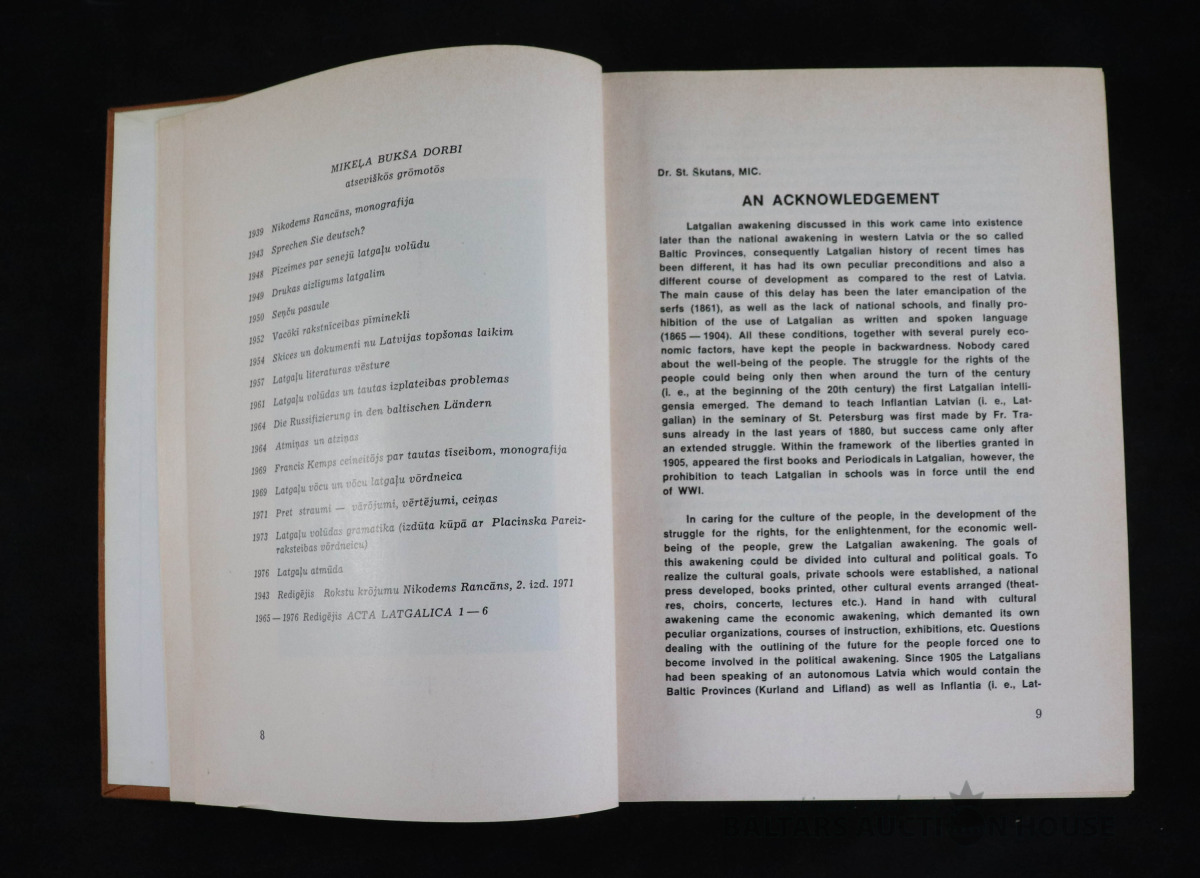 MIKEĻA BUKŠA DORBI
atseviškōs grōmotōs
1939 Nikodems Rancāns, monografija
1943 Sprechen Sie deutsch?
1948 Pīzeimes par senejū latgaļu volūdu
1949 Drukas aizlīgums latgalim
1950 Seņču pasaule
1952 Vacōkī rakstnīceibas pīminekli
1954 Skices un dokumenti nu Latvijas topšonas laikim
1957 Latgaļu literaturas vēsture
1961 Latgaļu volūdas un tautas izplateibas problemas
1964 Die Russifizierung in den baltischen Ländern
1964 Atmiņas un atziņas
1969 Francis Kemps ceineitōjs par tautas tīseibom, monografija
1969 Latgaļu vōcu un vōcu latgaļu vōrdneica
1971 Pret straumi — vārōjumi, vērtējumi, ceiņas
1973 Latgaļu volūdas gramatika (izdūta kūpā ar Placinska Pareiz-
raksteibas vōrdneicu)
1976 Latgaļu atmūda
1943 Redigējis Rokstu krōjumu Nikodems Rancāns, 2. izd. 1971
1965 — 1976 Redigējis ACTA LATGALICA 1 — 6
8
Dr. St. Škutans, MIC.
AN ACKNOWLEDGEMENT
Latgalian awakening discussed in this work came into existence
later than the national awakening in western Latvia or the so called
Baltic Provinces, consequently Latgalian history of recent times has
been different, it has had its own peculiar preconditions and also a
different course of development as compared to the rest of Latvia.
The main cause of this delay has been the later emancipation of the
serfs (1861), as well as the lack of national schools, and finally pro-
hibition of the use of Latgalian as written and spoken language
(1865 — 1904). All these conditions, together with several purely eco-
nomic factors, have kept the people in backwardness. Nobody cared
about the well-being of the people. The struggle for the rights of the
people could being only then when around the turn of the century
(i. e., at the beginning of the 20th century) the first Latgalian intelli-
gensia emerged. The demand to teach Inflantian Latvian (i. e., Lat-
galian) in the seminary of St. Petersburg was first made by Fr. Tra-
suns already in the last years of 1880, but success came only after
an extended struggle. Within the framework of the liberties granted in
1905, appeared the first books and Periodicals in Latgalian, however, the
prohibition to teach Latgalian in schools was in force until the end
of WWI.
In caring for the culture of the people, in the development of the
struggle for the rights, for the enlightenment, for the economic well-
being of the people, grew the Latgalian awakening. The goals of
this awakening could be divided into cultural and political goals. To
realize the cultural goals, private schools were established, a national
press developed, books printed, other cultural events arranged (theat-
res, choirs, concerts, lectures etc.). Hand in hand with cultural
awakening came the economic awakening, which demanted its own
peculiar organizations, courses of instruction, exhibitions, etc. Questions
dealing with the outlining of the future for the people forced one to
become involved in the political awakening. Since 1905 the Latgalians
had been speaking of an autonomous Latvia which would contain the
Baltic Provinces (Kurland and Lifland) as well as Inflantia (i. e., Lat-
9
BALTARS AUCTION HOUSE